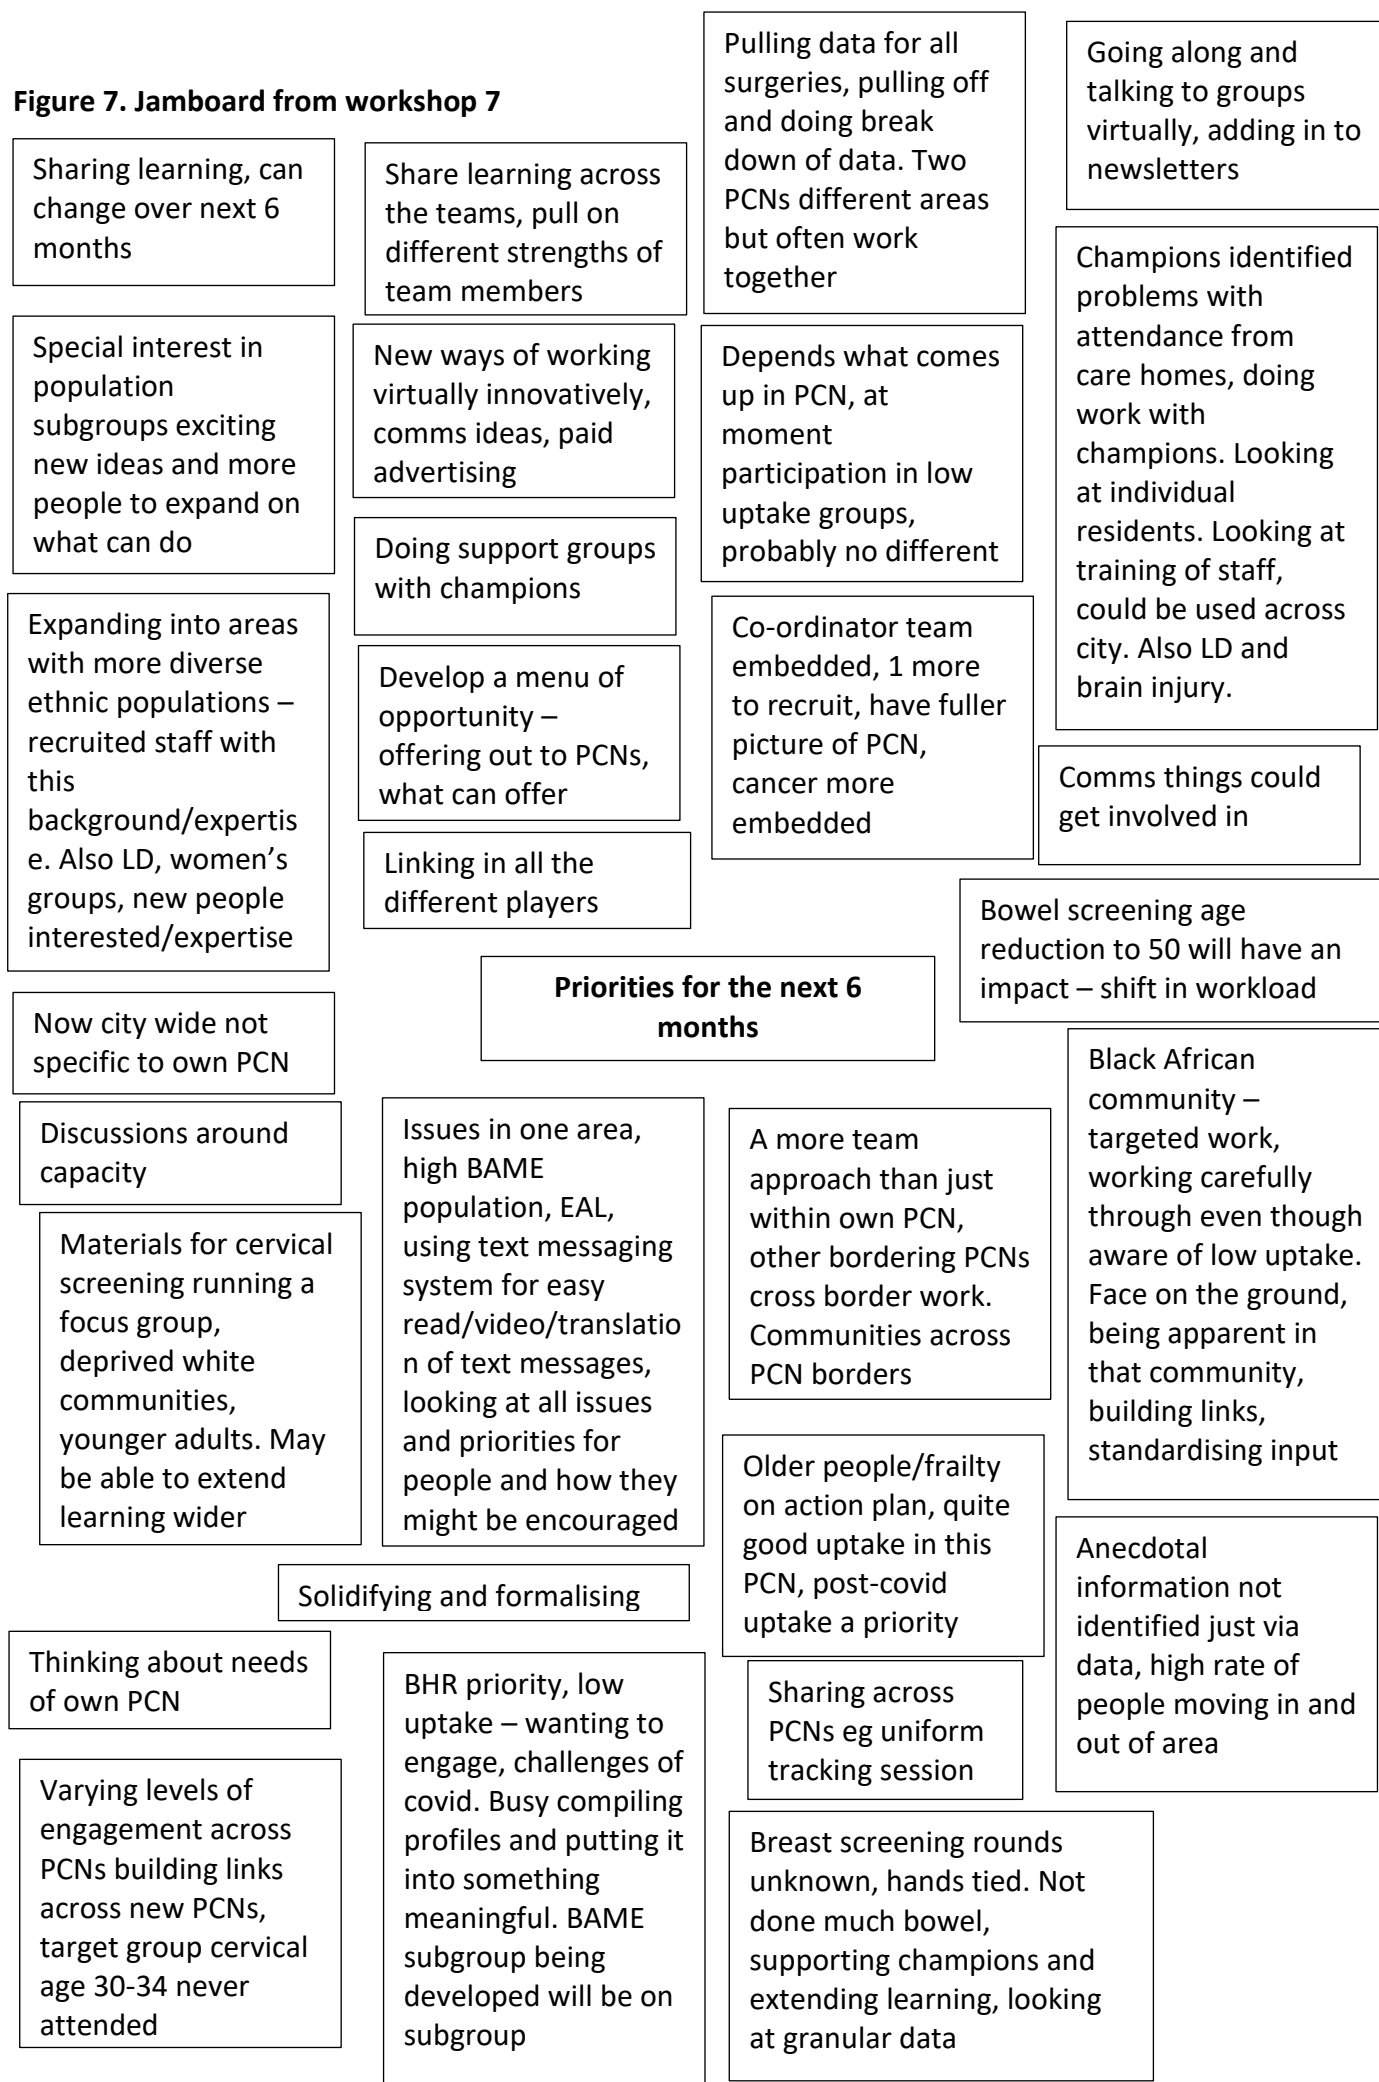 Figure 7. Jamboard from workshop 7
Sharing learning, can
change over next 6
months
Share learning across
the teams, pull on
different strengths of
team members
Pulling data for all
surgeries, pulling off
and doing break
down of data. Two
PCNs different areas
but often work
together
Going along and
talking to groups
virtually, adding in to
newsletters
Special interest in
population
subgroups exciting
new ideas and more
people to expand on
what can do
New ways of working
virtually innovatively,
comms ideas, paid
advertising
Depends what comes
up in PCN, at
moment
participation in low
uptake groups,
probably no different
Champions identified
problems with
attendance from
care homes, doing
work with
champions. Looking
at individual
residents. Looking at
training of staff,
could be used across
city. Also LD and
brain injury.
Doing support groups
with champions
Expanding into areas
with more diverse
ethnic populations –
recruited staff with
this
background/expertis
e. Also LD, women’s
groups, new people
interested/expertise
Develop a menu of
opportunity –
offering out to PCNs,
what can offer
Co-ordinator team
embedded, 1 more
to recruit, have fuller
picture of PCN,
cancer more
embedded
Comms things could
get involved in
Linking in all the
different players
Bowel screening age
reduction to 50 will have an
impact – shift in workload
Priorities for the next 6
months
Now city wide not
specific to own PCN
Discussions around
capacity
Issues in one area,
high BAME
population, EAL,
using text messaging
system for easy
read/video/translatio
n of text messages,
looking at all issues
and priorities for
people and how they
might be encouraged
A more team
approach than just
within own PCN,
other bordering PCNs
cross border work.
Communities across
PCN borders
Black African
community –
targeted work,
working carefully
through even though
aware of low uptake.
Face on the ground,
being apparent in
that community,
building links,
standardising input
Materials for cervical
screening running a
focus group,
deprived white
communities,
younger adults. May
be able to extend
learning wider
Older people/frailty
on action plan, quite
good uptake in this
PCN, post-covid
uptake a priority
Anecdotal
information not
identified just via
data, high rate of
people moving in and
out of area
Solidifying and formalising
Thinking about needs
of own PCN
BHR priority, low
uptake – wanting to
engage, challenges of
covid. Busy compiling
profiles and putting it
into something
meaningful. BAME
subgroup being
developed will be on
subgroup
Sharing across
PCNs eg uniform
tracking session
Varying levels of
engagement across
PCNs building links
across new PCNs,
target group cervical
age 30-34 never
attended
Breast screening rounds
unknown, hands tied. Not
done much bowel,
supporting champions and
extending learning, looking
at granular data